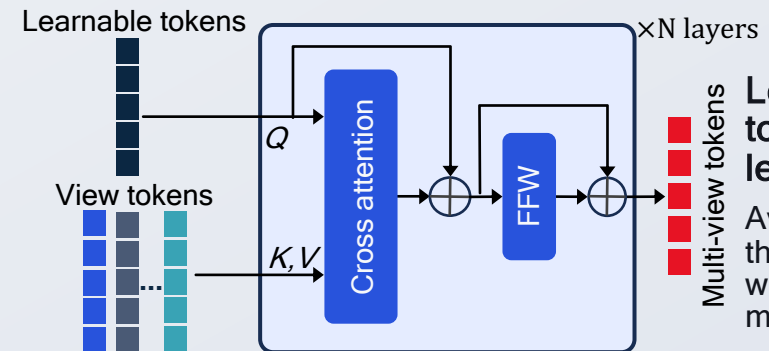 Learnable tokens
×N layers
Q
View tokens
...
K,V
Cross attention
FFW
Multi-view tokens